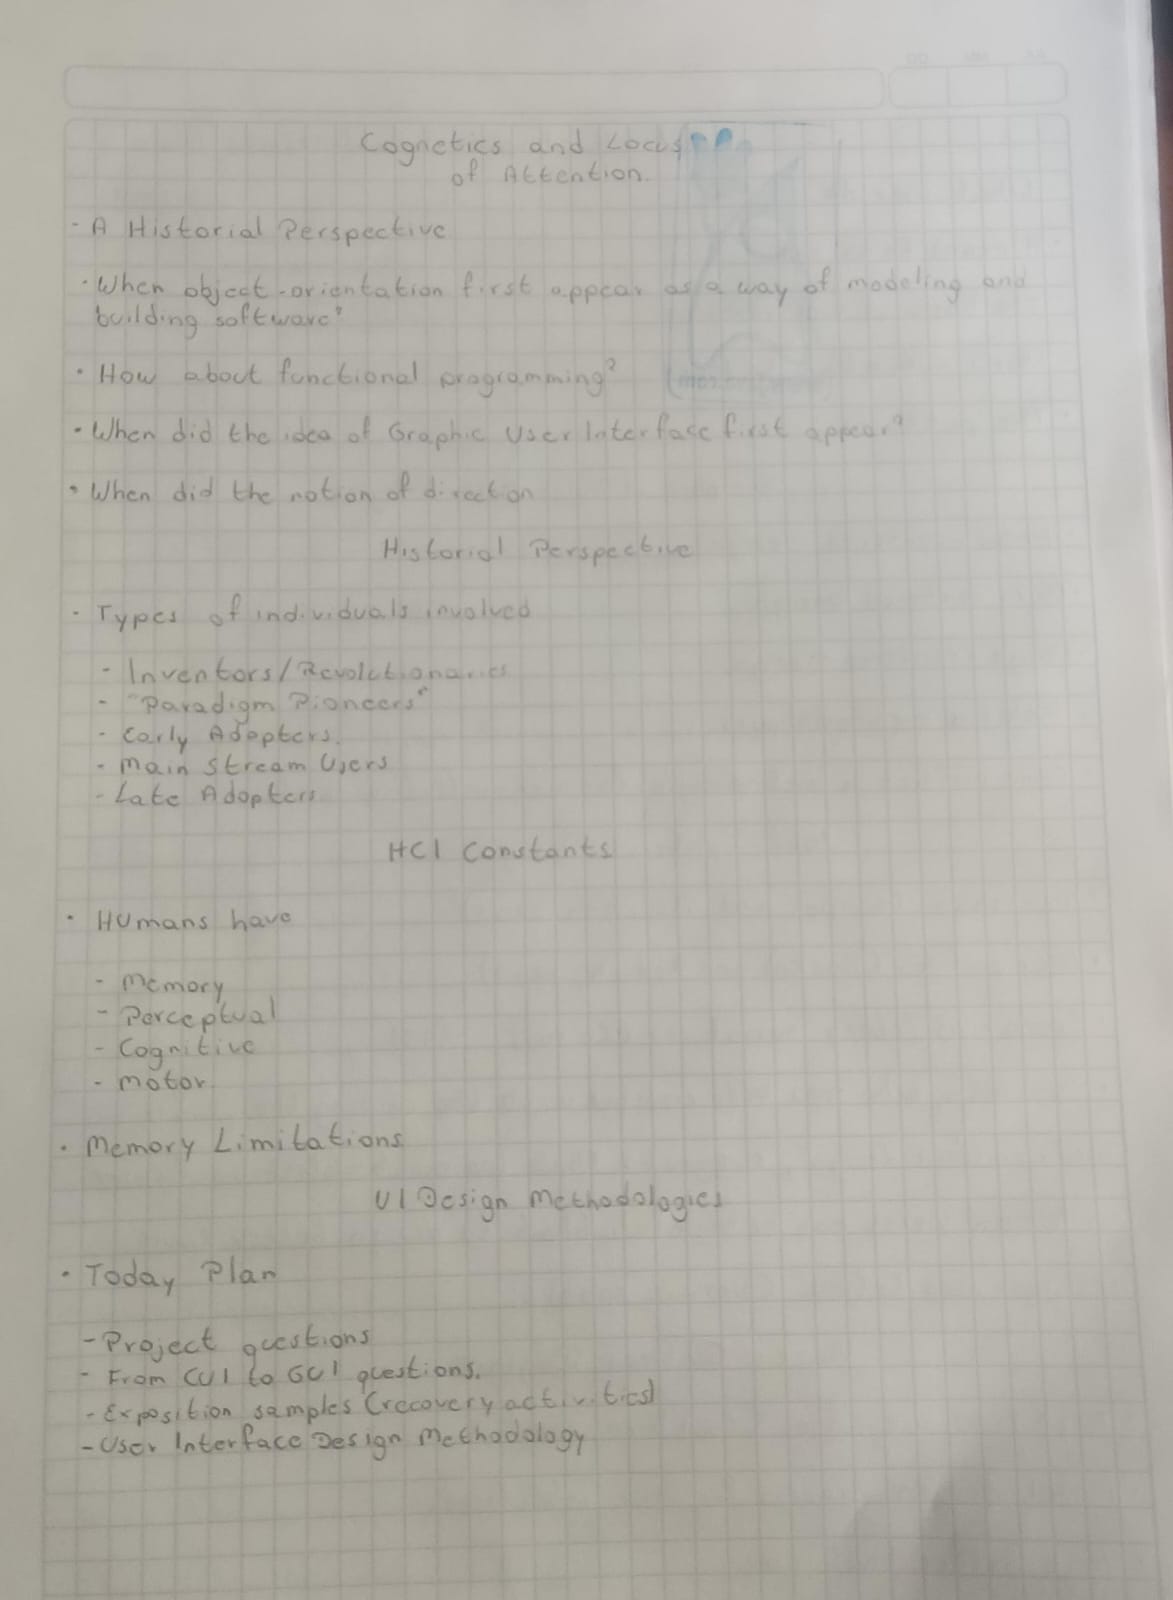 Cognetics and Locus
of Attention.
- A Historial Perspective
· When object-orientation first appear as a way of modeling and
building software?
· How about functional programming?
· When did the idea of Graphic User Interface first appear?
· When did the notion of direction
Historial Perspective
- Types of individuals involved
- Inventors/Revolutionaries
- "Paradigm Pioneers"
- Early Adopters.
- Main Stream Users
- Late Adopters
HCI Constants
· Humans have
- Memory
- Perceptual
- Cognitive
- Motor
· Memory Limitations
UI Design Methodologies
· Today Plan
- Project questions
- From CUI to GUI questions.
- Exposition samples (recovery activities)
- User Interface Design Methodology